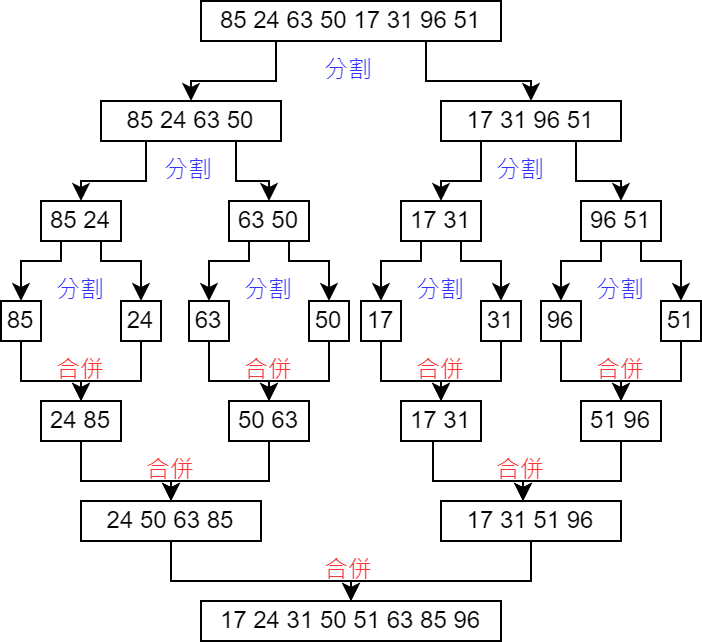 85 24 63 50 17 31 96 51
分割
85 24 63 50
17 31 96 51
分割
分割
85 24
63 50
17 31
96 51
分割
分割
分割
分割
85
24
63
50
17
31
96
51
合併
合併
合併
合併
24 85
50 63
17 31
51 96
合併
合併
24 50 63 85
17 31 51 96
合併
17 24 31 50 51 63 85 96